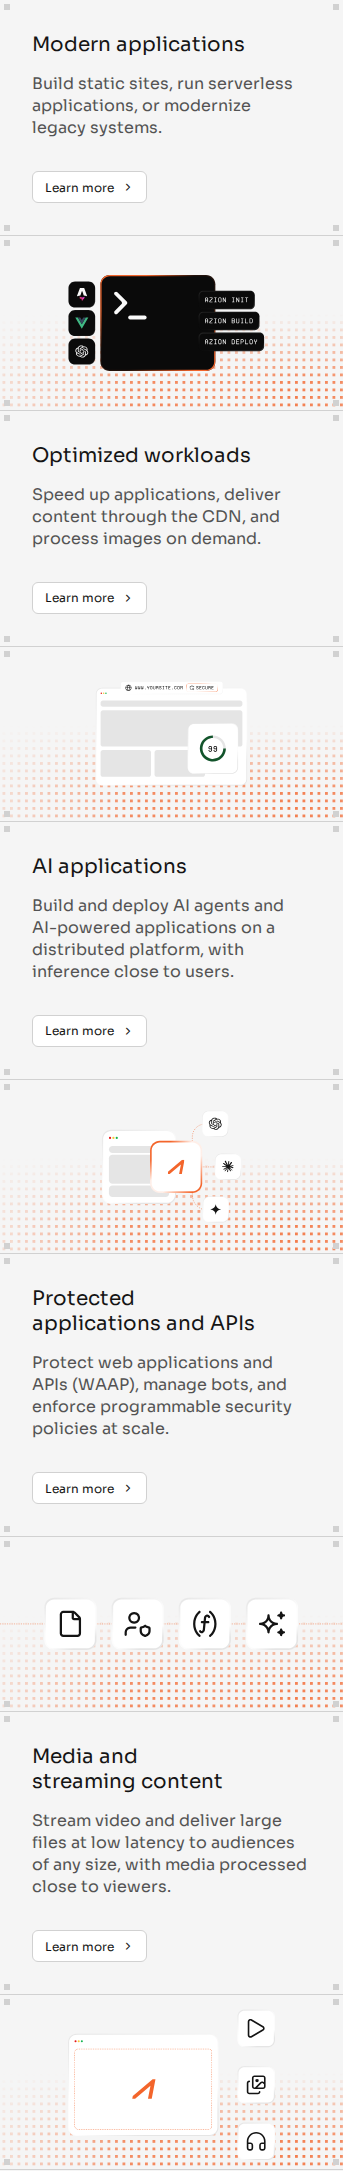 Modern applications
Build static sites, run serverless
applications, or modernize
legacy systems.
Learn more
AZION INIT
AZION BUILD
AZION DEPLOY
Optimized workloads
Speed up applications, deliver
content through the CDN, and
process images on demand.
Learn more
WWW.YOURSITE.COM SECURE
99
AI applications
Build and deploy AI agents and
AI-powered applications on a
distributed platform, with
inference close to users.
Learn more
Protected
applications and APIs
Protect web applications and
APIs (WAAP), manage bots, and
enforce programmable security
policies at scale.
Learn more
Media and
streaming content
Stream video and deliver large
files at low latency to audiences
of any size, with media processed
close to viewers.
Learn more